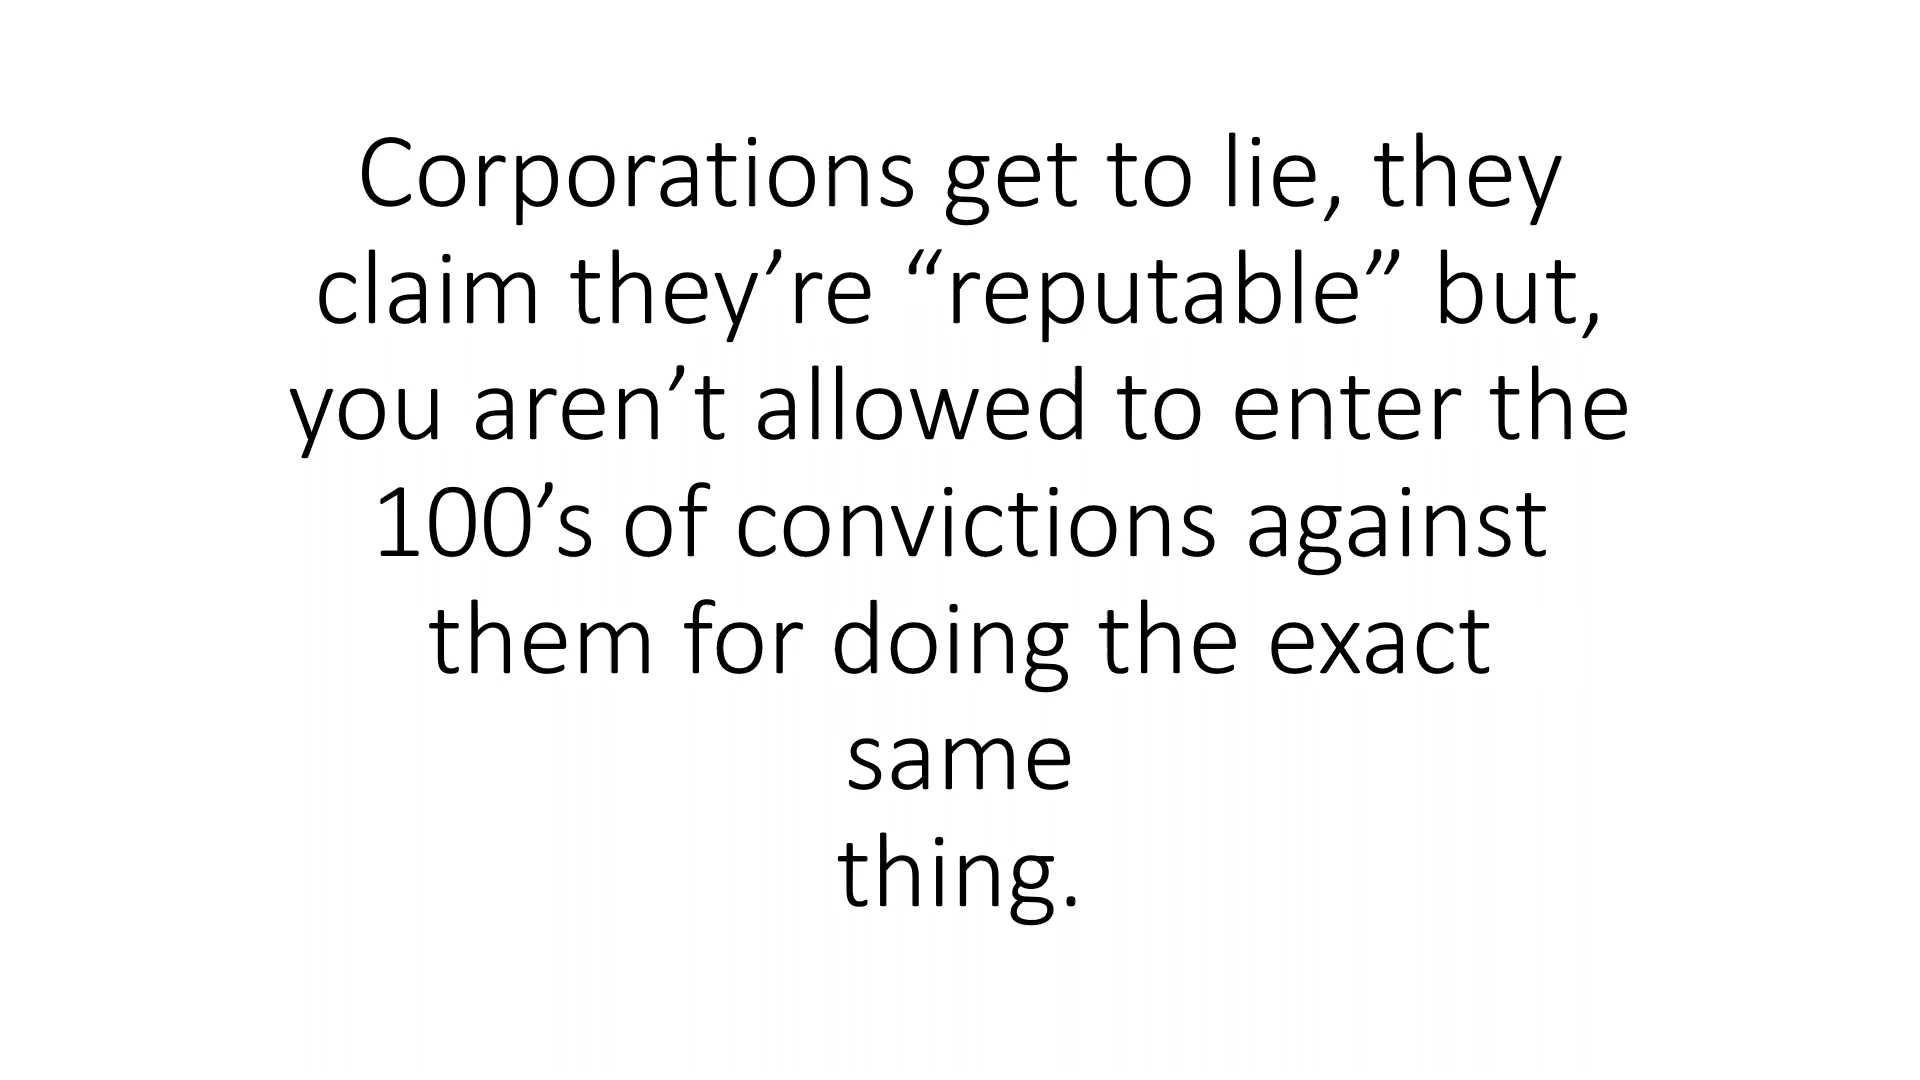 Corporations get to lie, they
claim they’re “reputable” but,
you aren’t allowed to enter the
100’s of convictions against
them for doing the exact
same
thing.